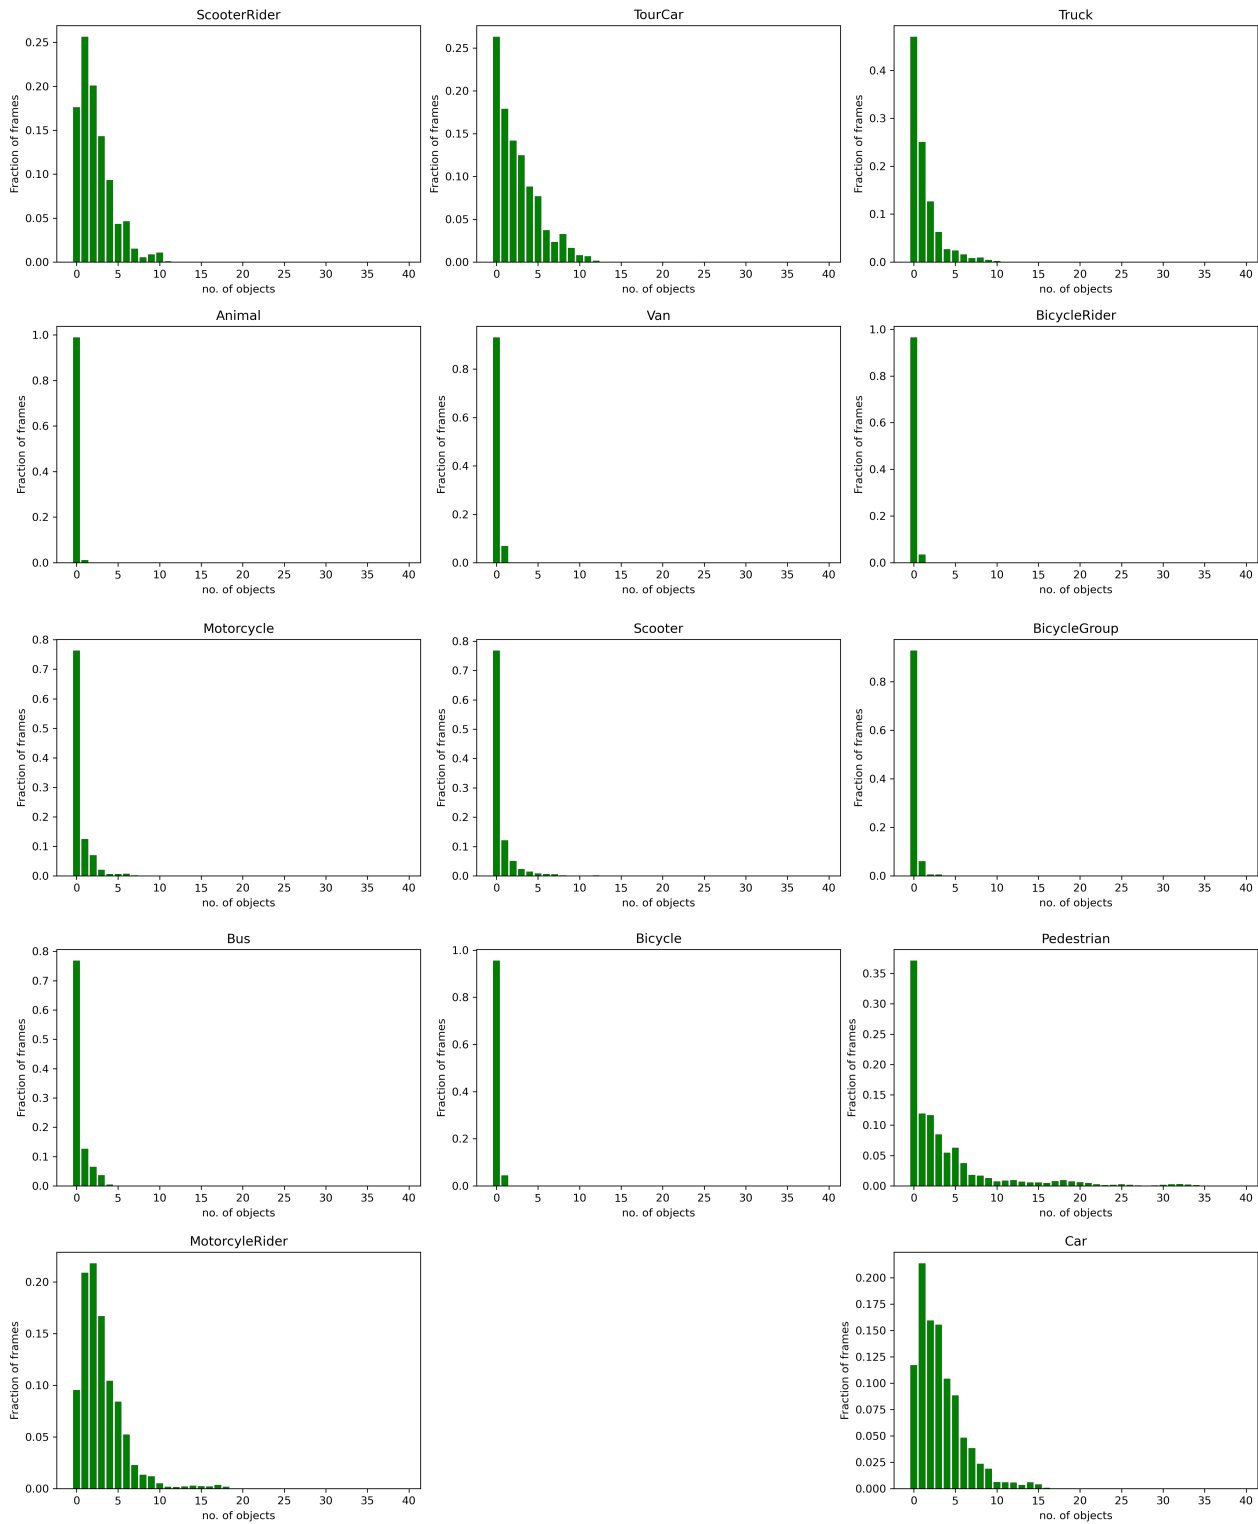 ScooterRider
TourCar
Truck
Fraction of frames
0.25
0.20
0.15
0.10
0.05
0.00
0 5 10 15 20 25 30 35 40
no. of objects
Fraction of frames
0.25
0.20
0.15
0.10
0.05
0.00
0 5 10 15 20 25 30 35 40
no. of objects
Fraction of frames
0.4
0.3
0.2
0.1
0.0
0 5 10 15 20 25 30 35 40
no. of objects
Animal
Van
BicycleRider
Fraction of frames
1.0
0.8
0.6
0.4
0.2
0.0
0 5 10 15 20 25 30 35 40
no. of objects
Fraction of frames
0.8
0.6
0.4
0.2
0.0
0 5 10 15 20 25 30 35 40
no. of objects
Fraction of frames
1.0
0.8
0.6
0.4
0.2
0.0
0 5 10 15 20 25 30 35 40
no. of objects
Motorcycle
Scooter
BicycleGroup
Fraction of frames
0.8
0.7
0.6
0.5
0.4
0.3
0.2
0.1
0.0
0 5 10 15 20 25 30 35 40
no. of objects
Fraction of frames
0.8
0.7
0.6
0.5
0.4
0.3
0.2
0.1
0.0
0 5 10 15 20 25 30 35 40
no. of objects
Fraction of frames
0.8
0.6
0.4
0.2
0.0
0 5 10 15 20 25 30 35 40
no. of objects
Bus
Bicycle
Pedestrian
Fraction of frames
0.8
0.7
0.6
0.5
0.4
0.3
0.2
0.1
0.0
0 5 10 15 20 25 30 35 40
no. of objects
Fraction of frames
1.0
0.8
0.6
0.4
0.2
0.0
0 5 10 15 20 25 30 35 40
no. of objects
Fraction of frames
0.35
0.30
0.25
0.20
0.15
0.10
0.05
0.00
0 5 10 15 20 25 30 35 40
no. of objects
MotorcyleRider
Car
Fraction of frames
0.20
0.15
0.10
0.05
0.00
0 5 10 15 20 25 30 35 40
no. of objects
Fraction of frames
0.200
0.175
0.150
0.125
0.100
0.075
0.050
0.025
0.000
0 5 10 15 20 25 30 35 40
no. of objects